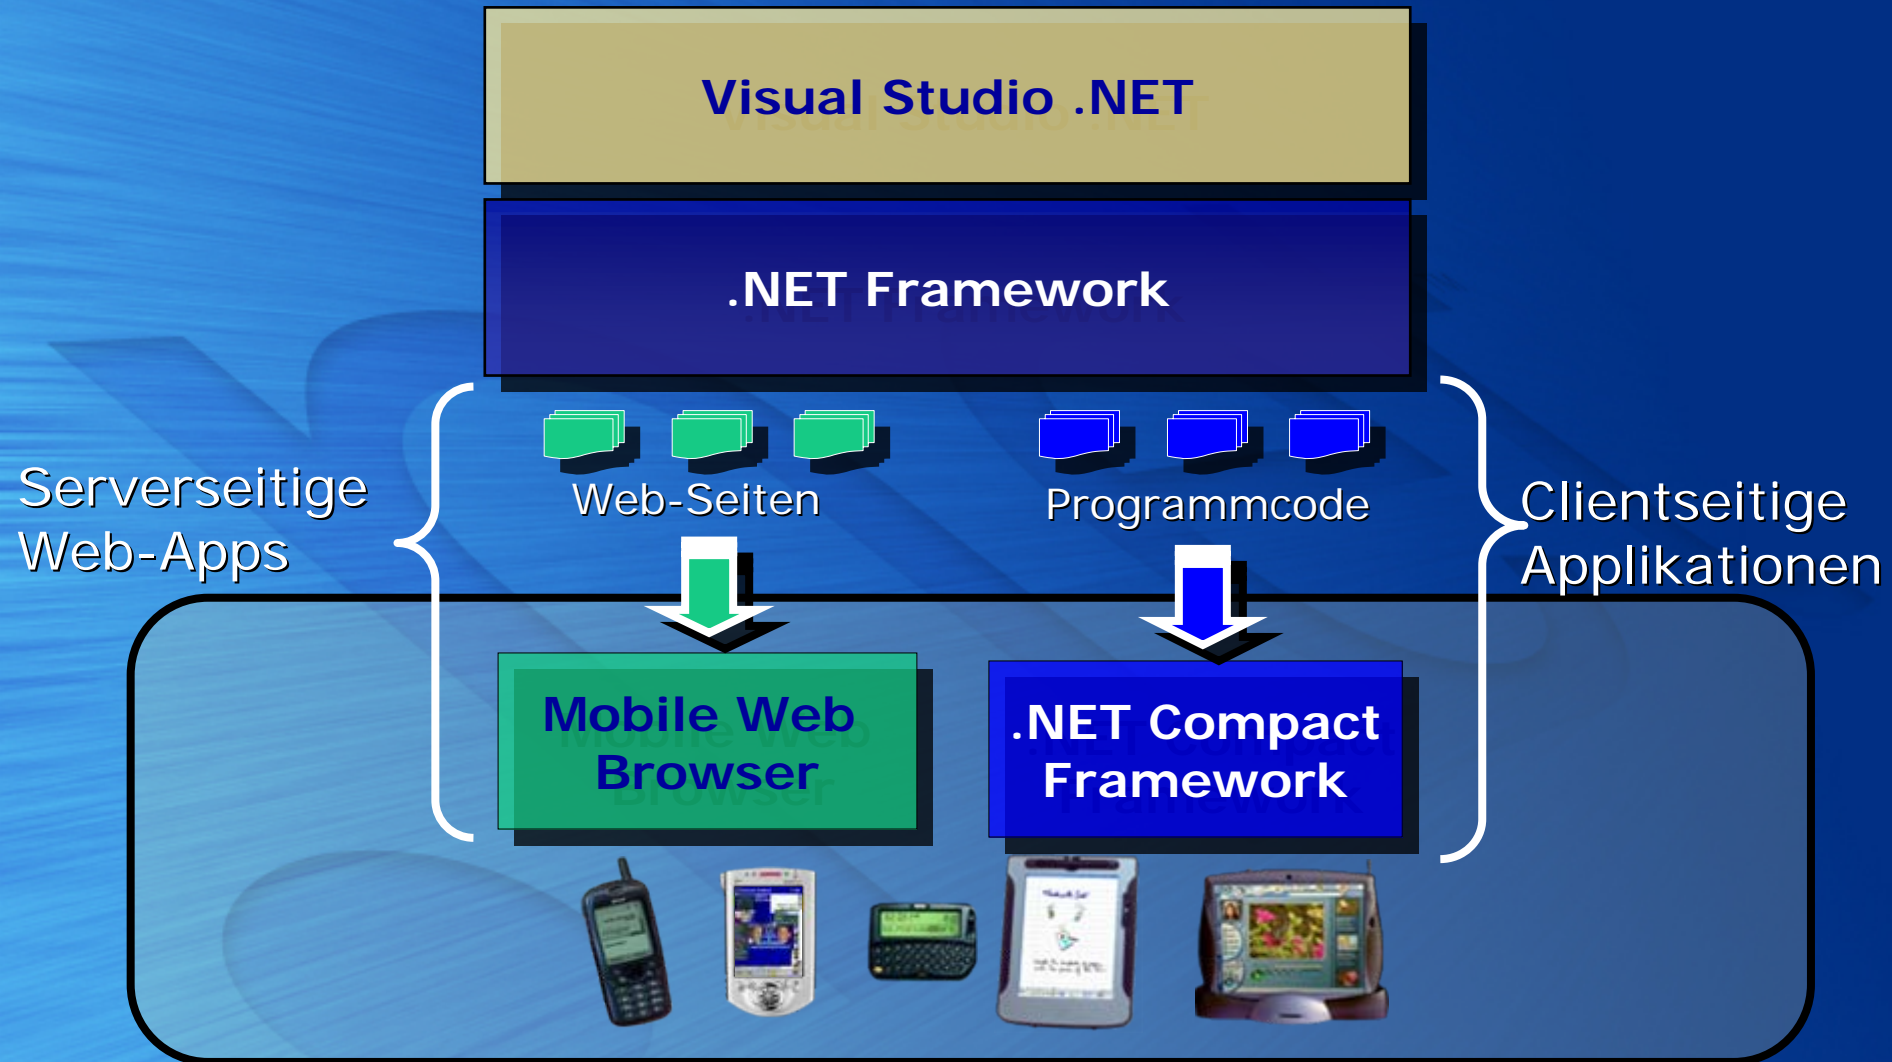 Visual Studio .NET
.NET Framework
Serverseitige
Web-Apps
Web-Seiten
Programmcode
Clientseitige
Applikationen
Mobile Web
Browser
.NET Compact
Framework